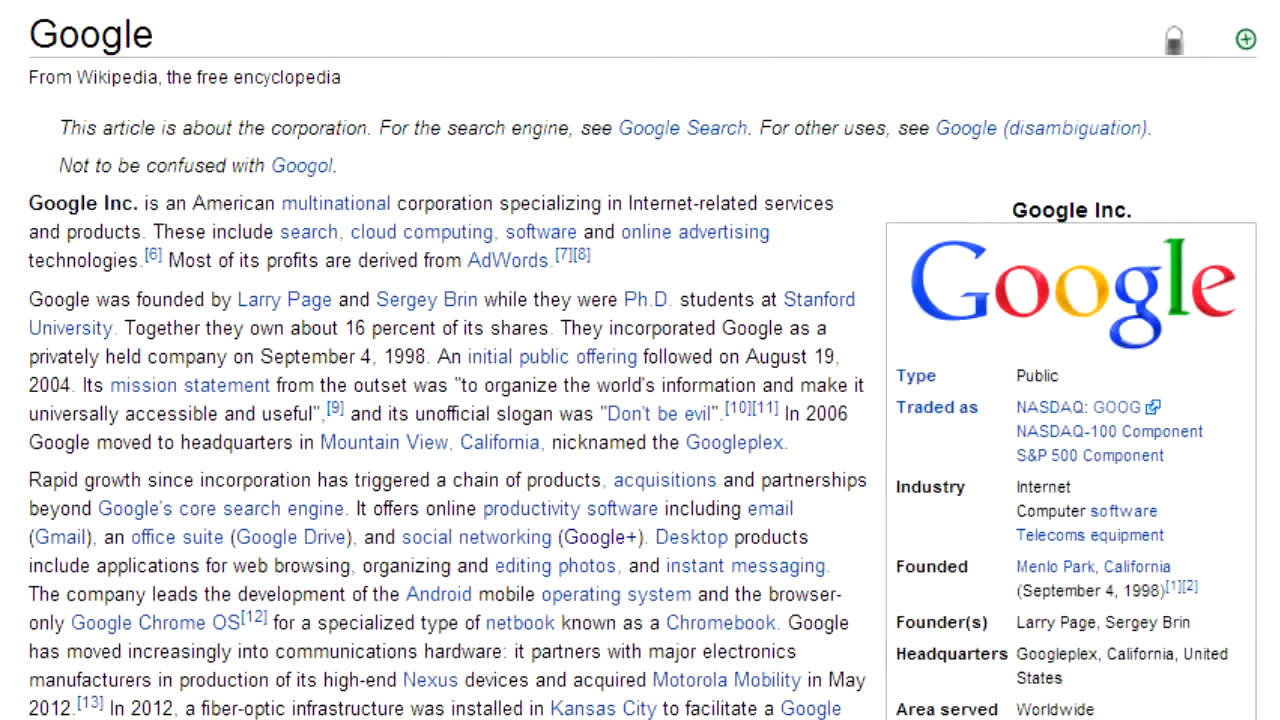 Google
From Wikipedia, the free encyclopedia
This article is about the corporation. For the search engine, see Google Search. For other uses, see Google (disambiguation).
Not to be confused with Googol.
Google Inc. is an American multinational corporation specializing in Internet-related services
and products. These include search, cloud computing, software and online advertising
technologies.[6] Most of its profits are derived from AdWords.[7][8]
Google was founded by Larry Page and Sergey Brin while they were Ph.D. students at Stanford
University. Together they own about 16 percent of its shares. They incorporated Google as a
privately held company on September 4, 1998. An initial public offering followed on August 19,
2004. Its mission statement from the outset was "to organize the world's information and make it
universally accessible and useful",[9] and its unofficial slogan was "Don't be evil".[10][11] In 2006
Google moved to headquarters in Mountain View, California, nicknamed the Googleplex.
Rapid growth since incorporation has triggered a chain of products, acquisitions and partnerships
beyond Google's core search engine. It offers online productivity software including email
(Gmail), an office suite (Google Drive), and social networking (Google+). Desktop products
include applications for web browsing, organizing and editing photos, and instant messaging.
The company leads the development of the Android mobile operating system and the browser-
only Google Chrome OS[12] for a specialized type of netbook known as a Chromebook. Google
has moved increasingly into communications hardware: it partners with major electronics
manufacturers in production of its high-end Nexus devices and acquired Motorola Mobility in May
2012.[13] In 2012, a fiber-optic infrastructure was installed in Kansas City to facilitate a Google
Google Inc.
Google
Type Public
Traded as NASDAQ: GOOG
NASDAQ-100 Component
S&P 500 Component
Industry Internet
Computer software
Telecoms equipment
Founded Menlo Park, California
(September 4, 1998)[1][2]
Founder(s) Larry Page, Sergey Brin
Headquarters Googleplex, California, United
States
Area served Worldwide